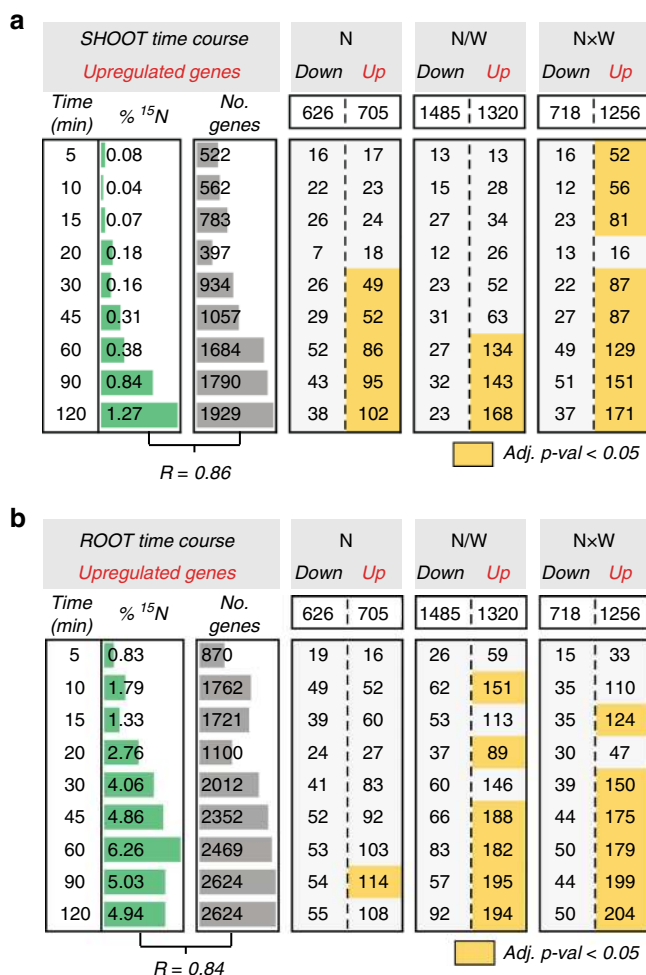 a
SHOOT time course N N/W N×W
Upregulated genes Down Up Down Up Down Up
Time (min) % ¹⁵N No. genes 626 705 1485 1320 718 1256
5 0.08 522 16 17 13 13 16 52
10 0.04 562 22 23 15 28 12 56
15 0.07 783 26 24 27 34 23 81
20 0.18 397 7 18 12 26 13 16
30 0.16 934 26 49 23 52 22 87
45 0.31 1057 29 52 31 63 27 87
60 0.38 1684 52 86 27 134 49 129
90 0.84 1790 43 95 32 143 51 151
120 1.27 1929 38 102 23 168 37 171
R = 0.86
Adj. p-val < 0.05
b
ROOT time course N N/W N×W
Upregulated genes Down Up Down Up Down Up
Time (min) % ¹⁵N No. genes 626 705 1485 1320 718 1256
5 0.83 870 19 16 26 59 15 33
10 1.79 1762 49 52 62 151 35 110
15 1.33 1721 39 60 53 113 35 124
20 2.76 1100 24 27 37 89 30 47
30 4.06 2012 41 83 60 146 39 150
45 4.86 2352 52 92 66 188 44 175
60 6.26 2469 53 103 83 182 50 179
90 5.03 2624 54 114 57 195 44 199
120 4.94 2624 55 108 92 194 50 204
R = 0.84
Adj. p-val < 0.05